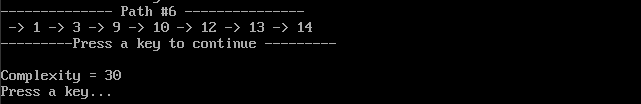 -------------- Path #6 ---------------
-> 1 -> 3 -> 9 -> 10 -> 12 -> 13 -> 14
---------Press a key to continue ---------
Complexity = 30
Press a key...